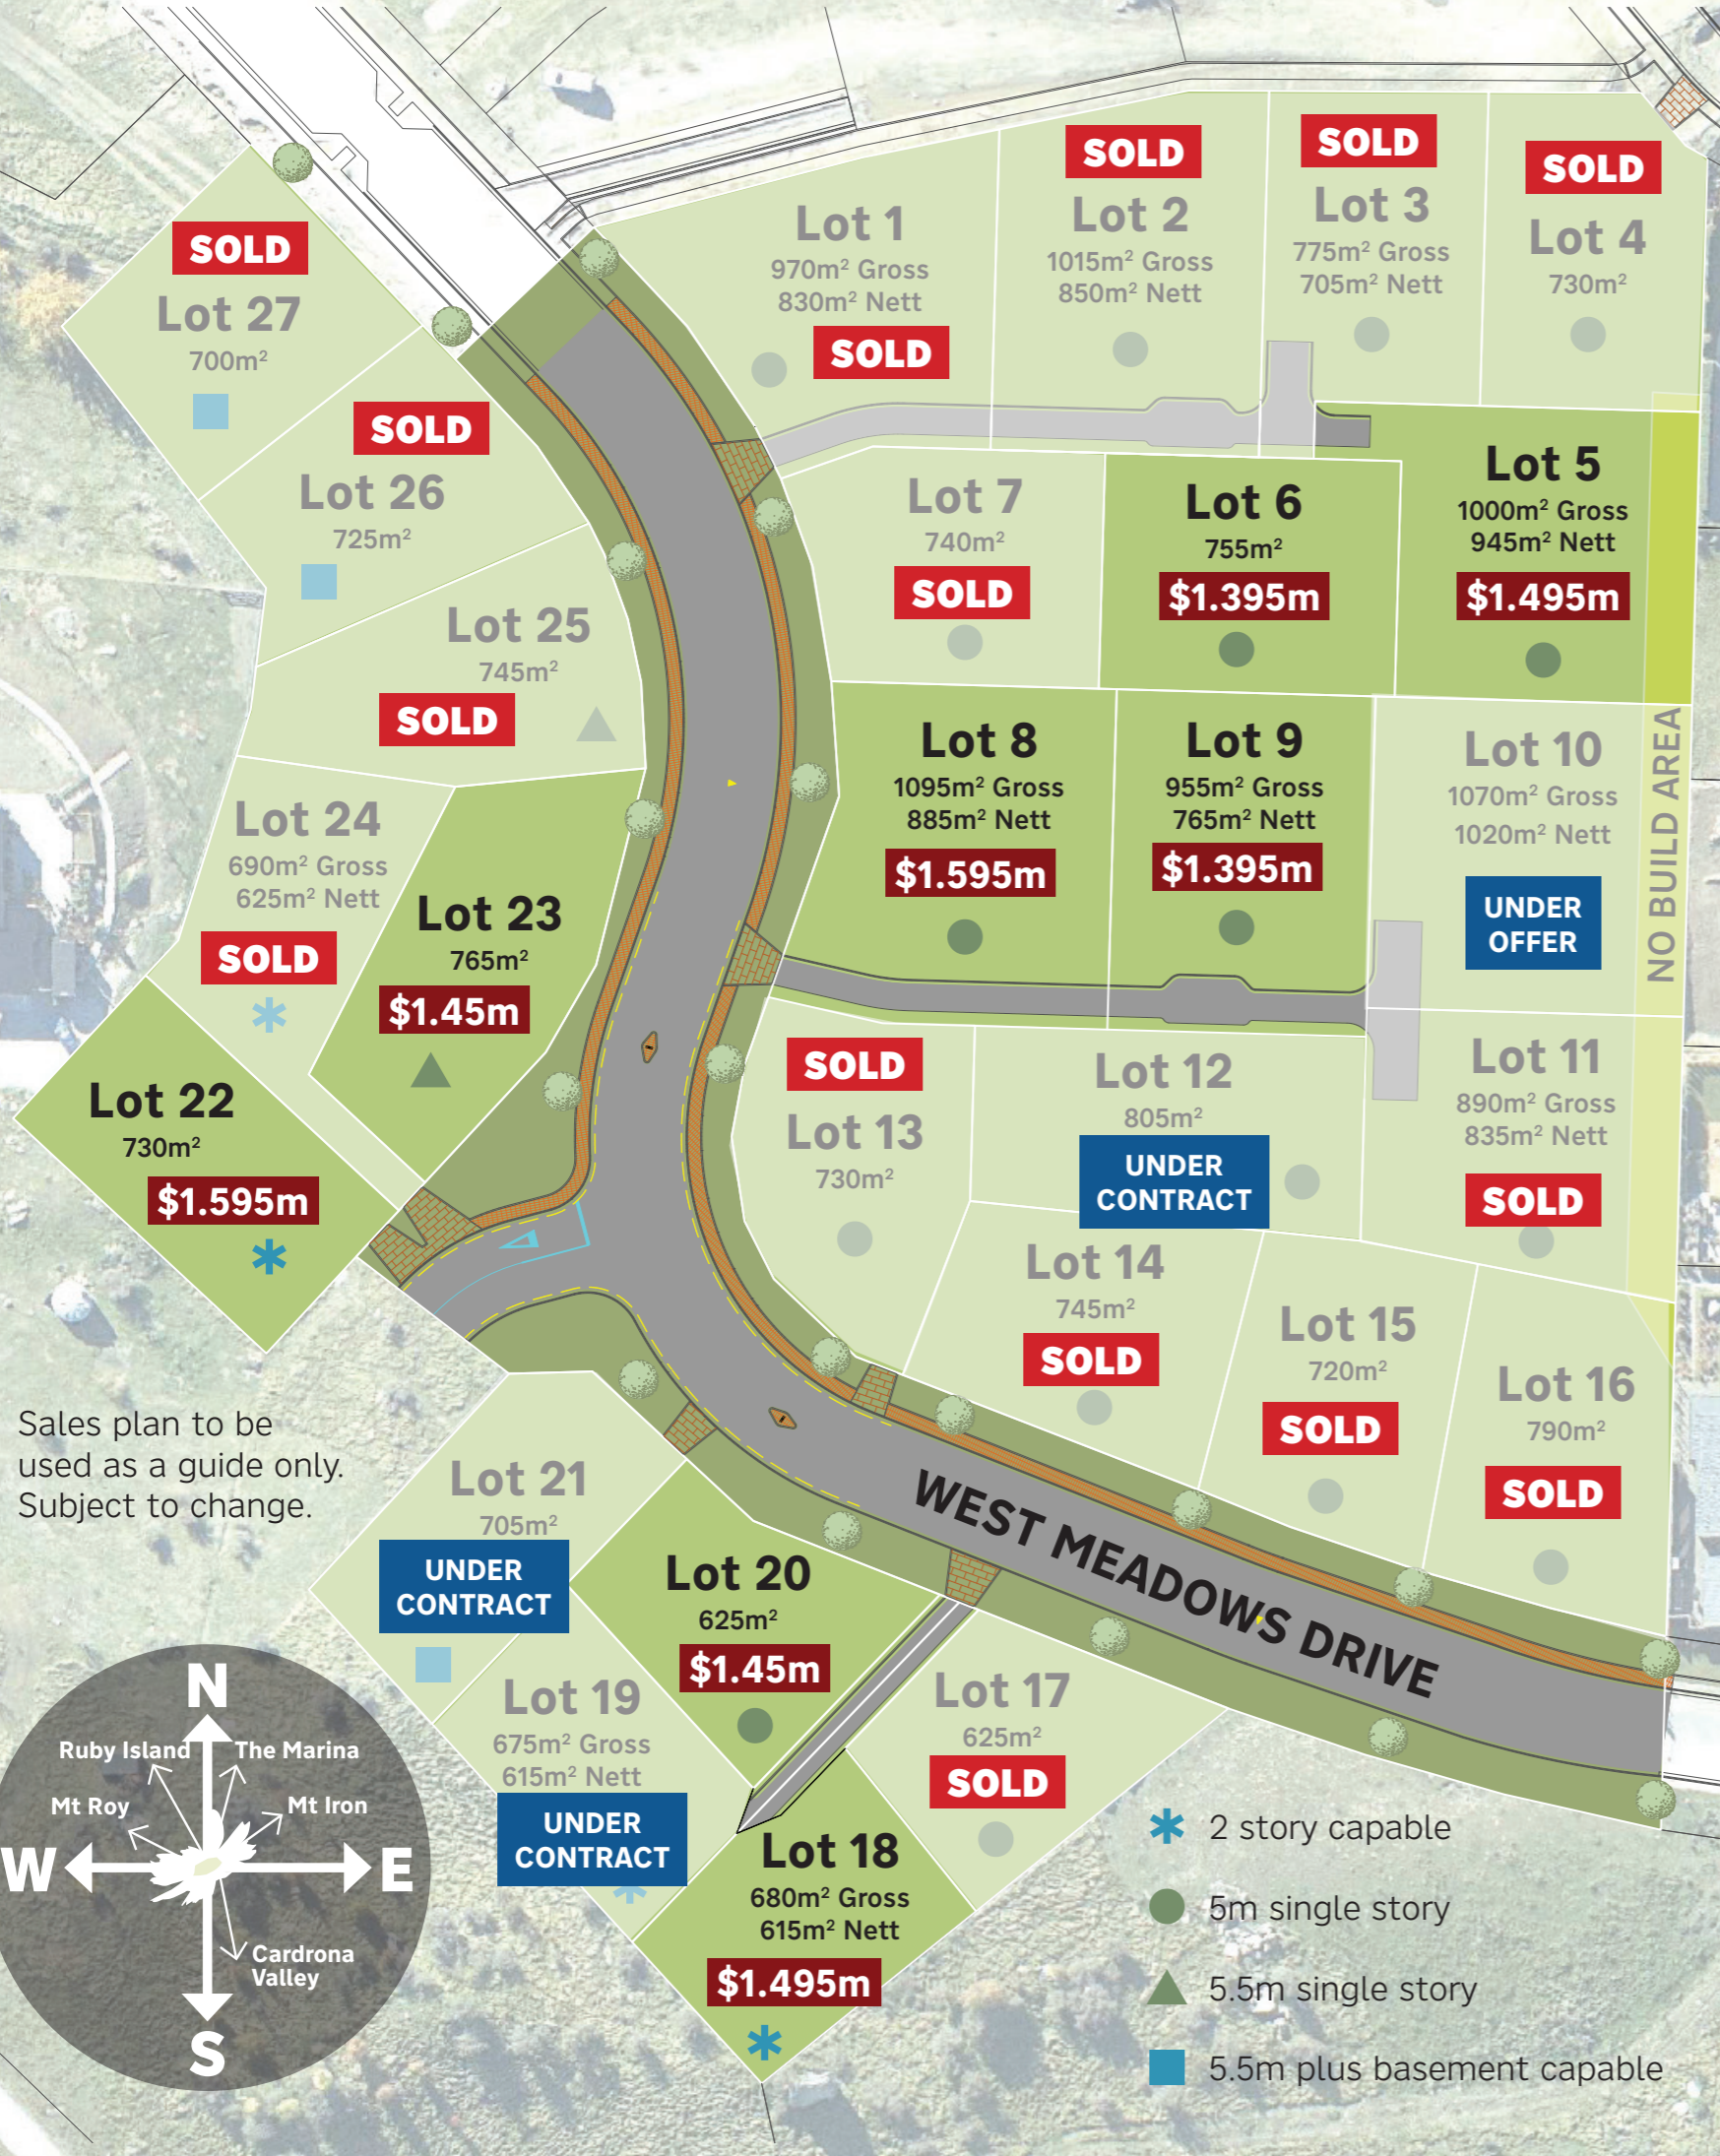 SOLD
Lot 27
700m²
SOLD
Lot 26
725m²
Lot 25
745m²
SOLD
Lot 24
690m² Gross
625m² Nett
SOLD
Lot 23
765m²
$1.45m
Lot 22
730m²
$1.595m
Lot 1
970m² Gross
830m² Nett
SOLD
SOLD
Lot 2
1015m² Gross
850m² Nett
SOLD
Lot 3
775m² Gross
705m² Nett
SOLD
Lot 4
730m²
Lot 7
740m²
SOLD
Lot 6
755m²
$1.395m
Lot 5
1000m² Gross
945m² Nett
$1.495m
Lot 8
1095m² Gross
885m² Nett
$1.595m
Lot 9
955m² Gross
765m² Nett
$1.395m
Lot 10
1070m² Gross
1020m² Nett
UNDER
OFFER
NO BUILD AREA
SOLD
Lot 13
730m²
Lot 12
805m²
UNDER
CONTRACT
Lot 11
890m² Gross
835m² Nett
SOLD
Lot 14
745m²
SOLD
Lot 15
720m²
SOLD
Lot 16
790m²
SOLD
WEST MEADOWS DRIVE
Sales plan to be
used as a guide only.
Subject to change.
Lot 21
705m²
UNDER
CONTRACT
Lot 20
625m²
$1.45m
Lot 19
675m² Gross
615m² Nett
UNDER
CONTRACT
Lot 17
625m²
SOLD
Lot 18
680m² Gross
615m² Nett
$1.495m
N
Ruby Island
The Marina
Mt Roy
Mt Iron
W
E
Cardrona
Valley
S
2 story capable
5m single story
5.5m single story
5.5m plus basement capable